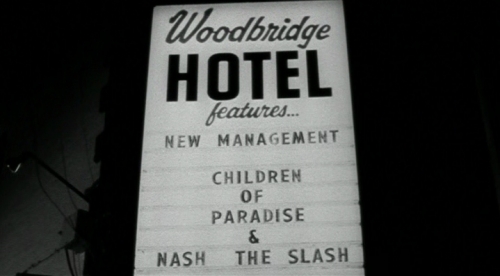 Woodbridge
HOTEL
features...
NEW MANAGEMENT
CHILDREN
OF
PARADISE
&
NASH THE SLASH